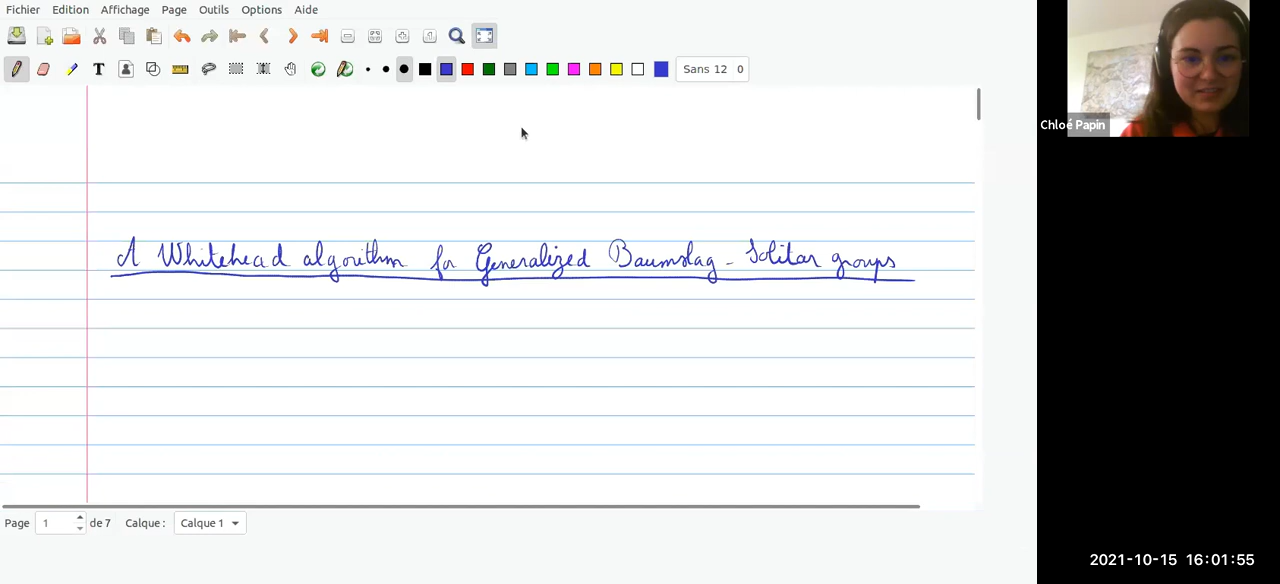 Fichier Edition Affichage Page Outils Options Aide
T
Sans 12 0
Chloé Papin
A Whitehead algorithm for Generalized Baumslag - Solitar groups
Page 1 de 7 Calque : Calque 1
2021-10-15 16:01:55